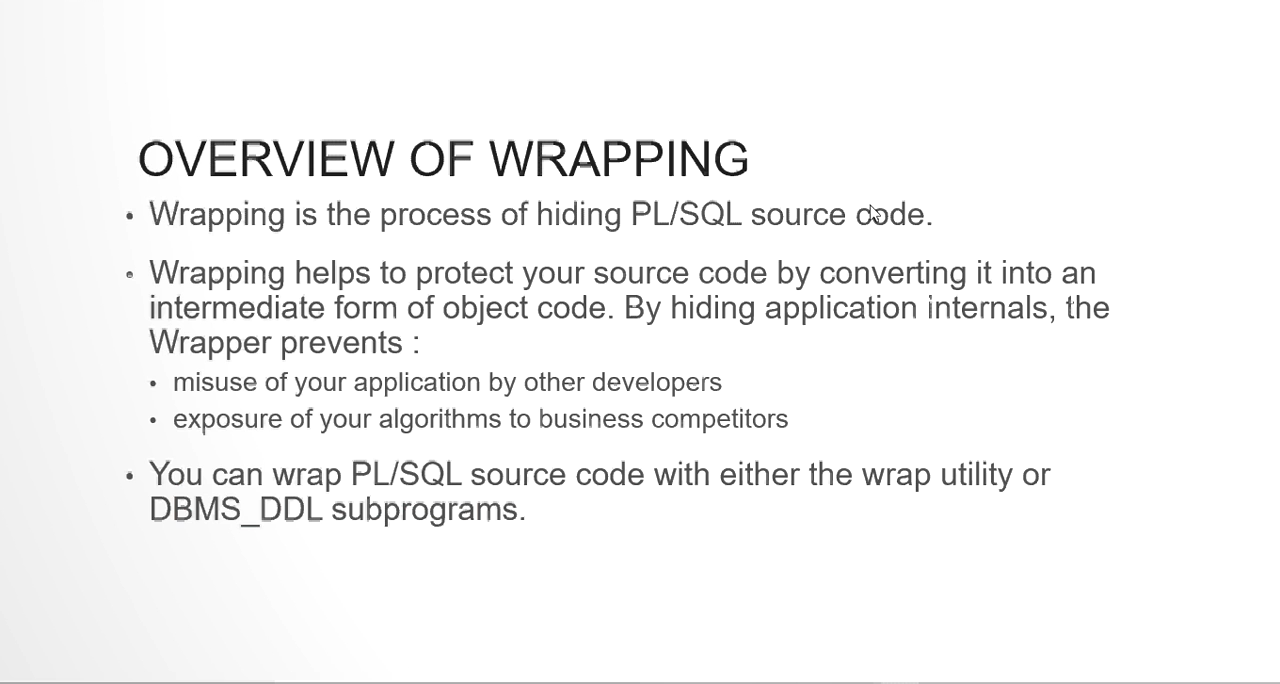 OVERVIEW OF WRAPPING
• Wrapping is the process of hiding PL/SQL source code.
• Wrapping helps to protect your source code by converting it into an
intermediate form of object code. By hiding application internals, the
Wrapper prevents :
• misuse of your application by other developers
• exposure of your algorithms to business competitors
• You can wrap PL/SQL source code with either the wrap utility or
DBMS_DDL subprograms.